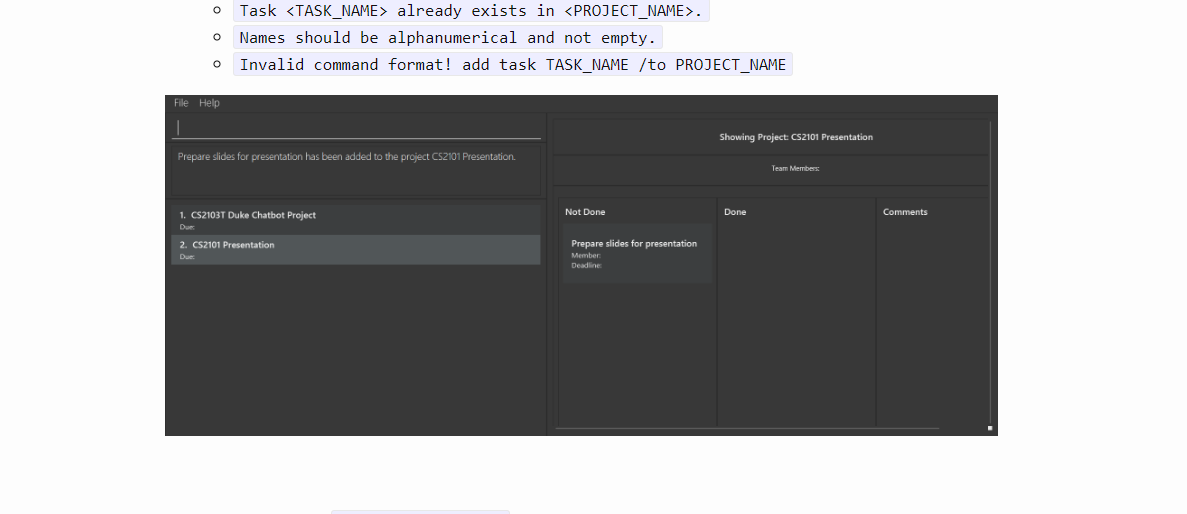 Task <TASK_NAME> already exists in <PROJECT_NAME>.
Names should be alphanumerical and not empty.
Invalid command format! add task TASK_NAME /to PROJECT_NAME
File Help
Prepare slides for presentation has been added to the project CS2101 Presentation.
1. CS2103T Duke Chatbot Project
Due:
2. CS2101 Presentation
Due:
Showing Project: CS2101 Presentation
Team Members:
Not Done
Done
Comments
Prepare slides for presentation
Member:
Deadline: